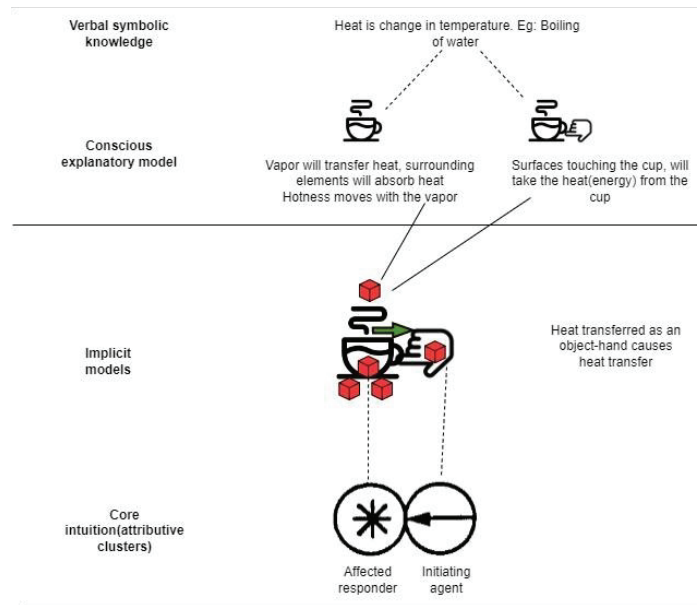 Verbal symbolic
knowledge
Heat is change in temperature. Eg: Boiling
of water
Conscious
explanatory model
Vapor will transfer heat, surrounding
elements will absorb heat
Hotness moves with the vapor
Surfaces touching the cup, will
take the heat(energy) from the
cup
Implicit
models
Heat transferred as an
object-hand causes
heat transfer
Core
intuition(attributive
clusters)
Affected
responder
Initiating
agent